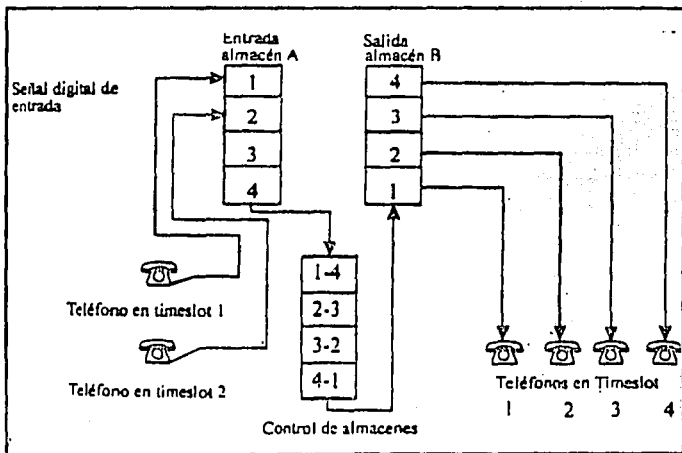 Entrada
almacén A
Salida
almacén B
Señal digital de
entrada
1
2
3
4
4
3
2
1
1-4
2-3
3-2
4-1
Teléfono en timeslot 1
Teléfono en timeslot 2
Teléfonos en Timeslot
1 2 3 4
Control de almacenes